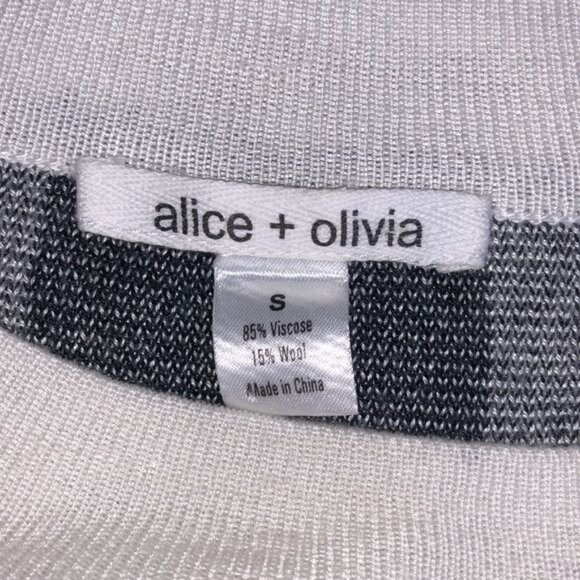 alice + olivia
S
85% Viscose
15% Wool
Made in China